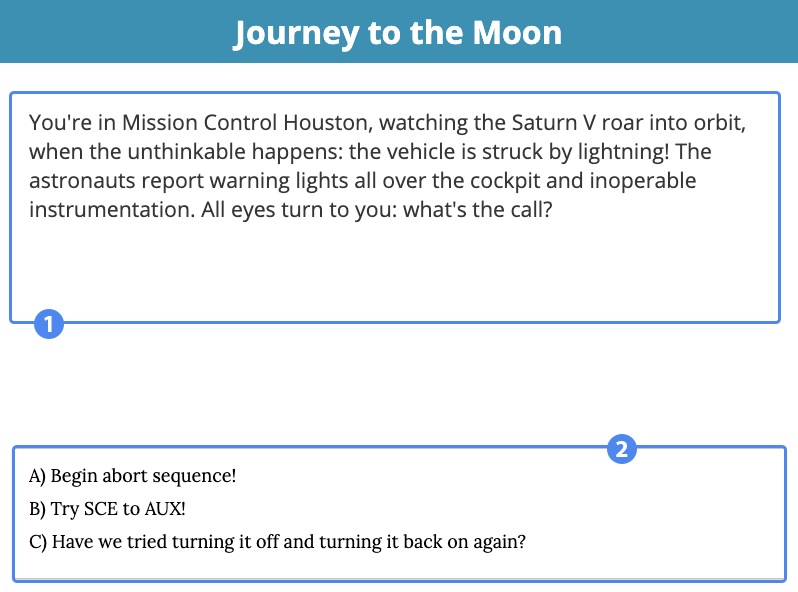 Journey to the Moon
You're in Mission Control Houston, watching the Saturn V roar into orbit,
when the unthinkable happens: the vehicle is struck by lightning! The
astronauts report warning lights all over the cockpit and inoperable
instrumentation. All eyes turn to you: what's the call?
1
2
A) Begin abort sequence!
B) Try SCE to AUX!
C) Have we tried turning it off and turning it back on again?